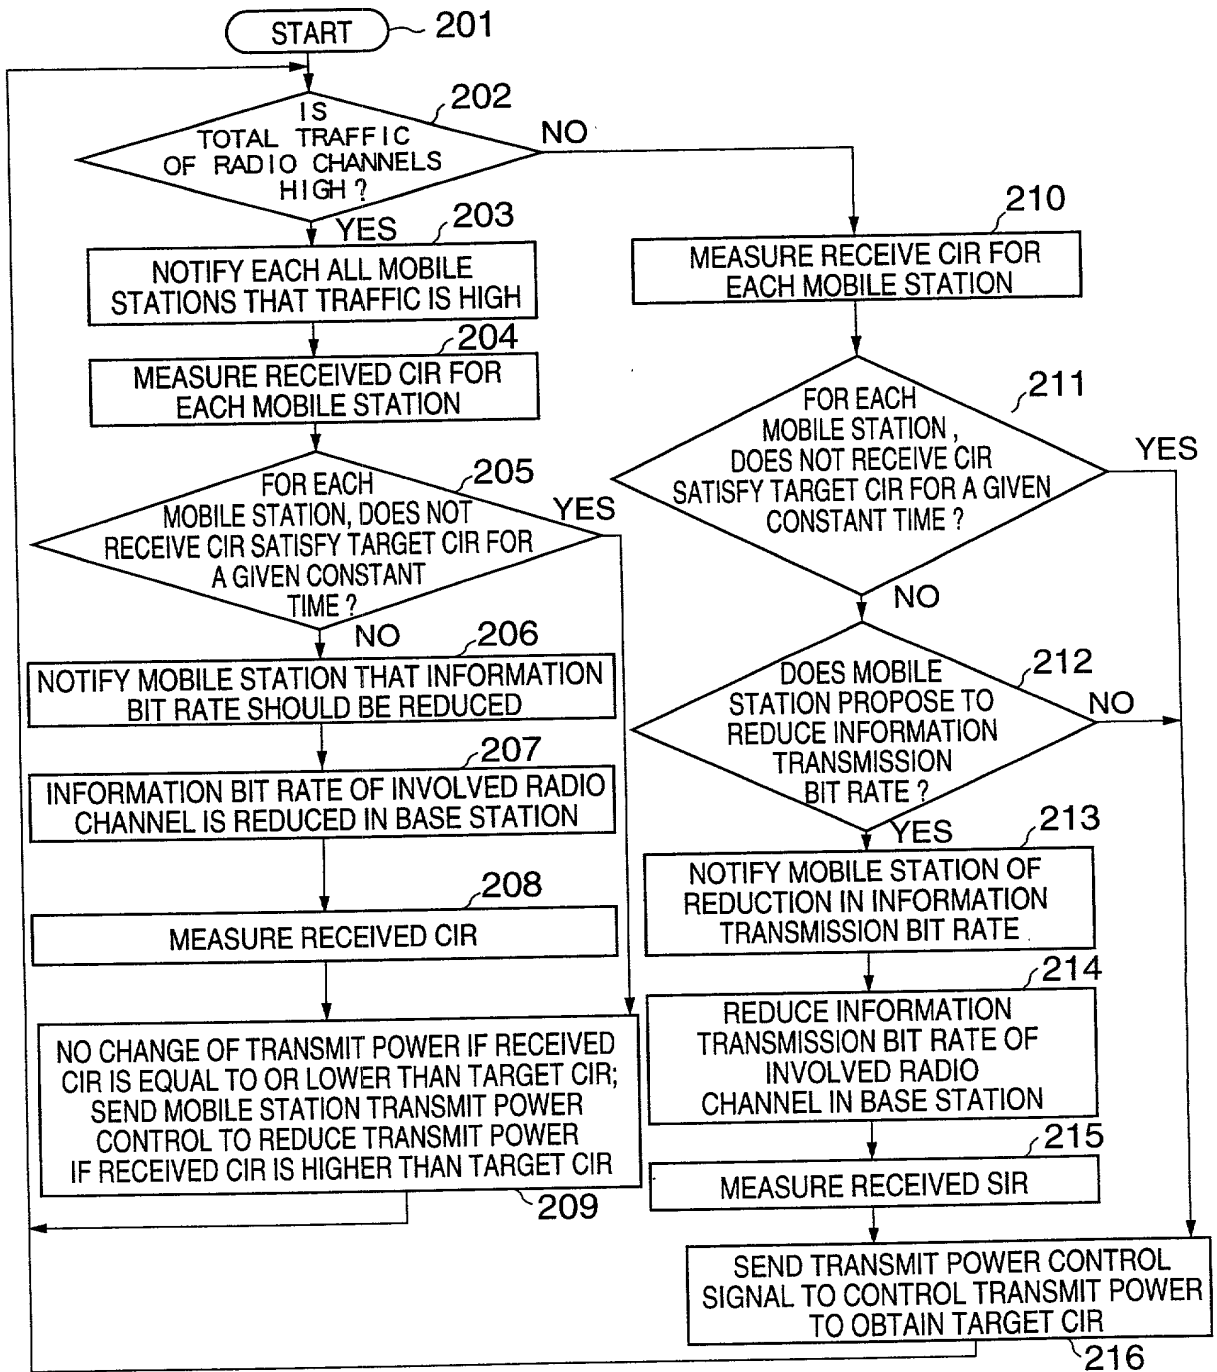 START
201
IS
TOTAL TRAFFIC
OF RADIO CHANNELS
HIGH ?
202
NO
YES
203
NOTIFY EACH ALL MOBILE
STATIONS THAT TRAFFIC IS HIGH
204
MEASURE RECEIVED CIR FOR
EACH MOBILE STATION
205
FOR EACH
MOBILE STATION, DOES NOT
RECEIVE CIR SATISFY TARGET CIR FOR
A GIVEN CONSTANT
TIME ?
YES
NO
206
NOTIFY MOBILE STATION THAT INFORMATION
BIT RATE SHOULD BE REDUCED
207
INFORMATION BIT RATE OF INVOLVED RADIO
CHANNEL IS REDUCED IN BASE STATION
208
MEASURE RECEIVED CIR
NO CHANGE OF TRANSMIT POWER IF RECEIVED
CIR IS EQUAL TO OR LOWER THAN TARGET CIR;
SEND MOBILE STATION TRANSMIT POWER
CONTROL TO REDUCE TRANSMIT POWER
IF RECEIVED CIR IS HIGHER THAN TARGET CIR
209
210
MEASURE RECEIVE CIR FOR
EACH MOBILE STATION
211
FOR EACH
MOBILE STATION ,
DOES NOT RECEIVE CIR
SATISFY TARGET CIR FOR A GIVEN
CONSTANT TIME ?
YES
NO
212
DOES MOBILE
STATION PROPOSE TO
REDUCE INFORMATION
TRANSMISSION
BIT RATE ?
NO
YES
213
NOTIFY MOBILE STATION OF
REDUCTION IN INFORMATION
TRANSMISSION BIT RATE
214
REDUCE INFORMATION
TRANSMISSION BIT RATE OF
INVOLVED RADIO
CHANNEL IN BASE STATION
215
MEASURE RECEIVED SIR
SEND TRANSMIT POWER CONTROL
SIGNAL TO CONTROL TRANSMIT POWER
TO OBTAIN TARGET CIR
216